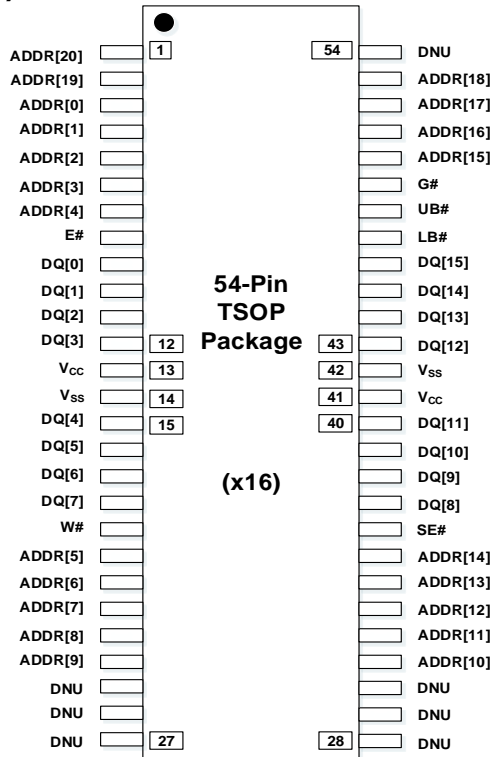 ADDR[20] 1 54 DNU
ADDR[19] ADDR[18]
ADDR[0] ADDR[17]
ADDR[1] ADDR[16]
ADDR[2] ADDR[15]
ADDR[3] G#
ADDR[4] UB#
E# LB#
DQ[0] DQ[15]
DQ[1] 54-Pin DQ[14]
DQ[2] TSOP DQ[13]
DQ[3] 12 Package 43 DQ[12]
VCC 13 42 VSS
VSS 14 41 VCC
DQ[4] 15 40 DQ[11]
DQ[5] DQ[10]
DQ[6] (x16) DQ[9]
DQ[7] DQ[8]
W# SE#
ADDR[5] ADDR[14]
ADDR[6] ADDR[13]
ADDR[7] ADDR[12]
ADDR[8] ADDR[11]
ADDR[9] ADDR[10]
DNU DNU
DNU DNU
DNU 27 28 DNU